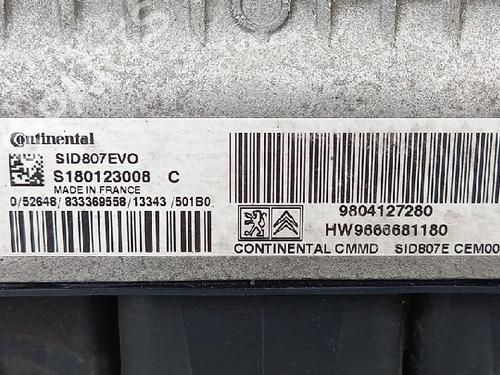 Continental
SID807EVO
S180123008 C
MADE IN FRANCE
0/52648/833369558/13343/501B0
9804127280
HW9666681180
CONTINENTAL CMMD SID807E CEM00